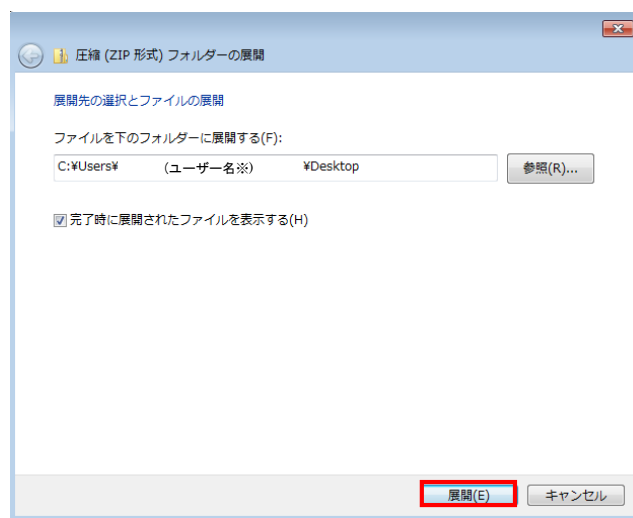 圧縮 (ZIP 形式) フォルダーの展開
展開先の選択とファイルの展開
ファイルを下のフォルダーに展開する(F):
C:¥Users¥ (ユーザー名※) ¥Desktop
参照(R)...
完了時に展開されたファイルを表示する(H)
展開(E) キャンセル